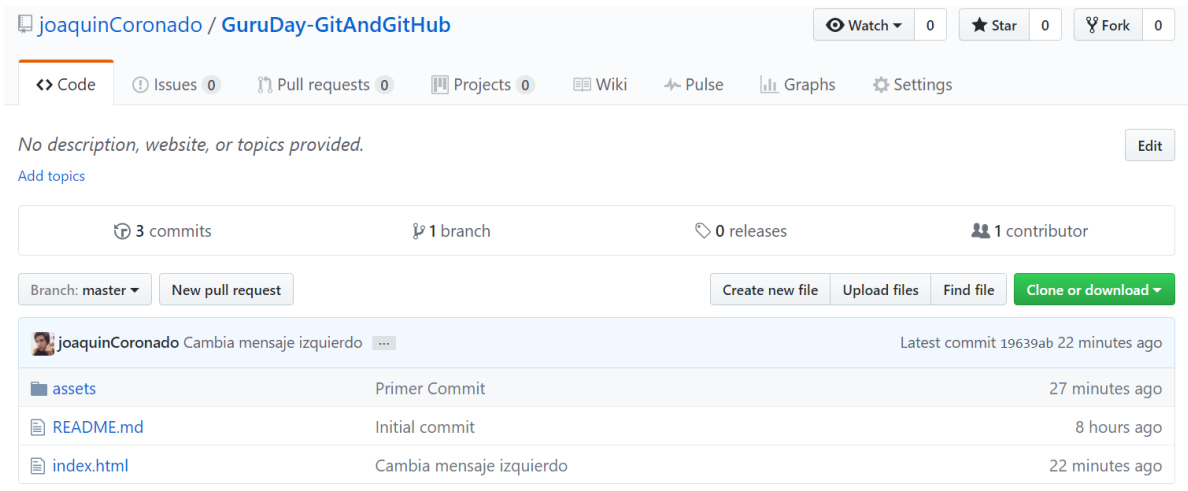 joaquinCoronado / GuruDay-GitAndGitHub Watch 0 Star 0 Fork 0
Code Issues 0 Pull requests 0 Projects 0 Wiki Pulse Graphs Settings
No description, website, or topics provided. Edit
Add topics
3 commits 1 branch 0 releases 1 contributor
Branch: master New pull request Create new file Upload files Find file Clone or download
joaquinCoronado Cambia mensaje izquierdo ... Latest commit 19639ab 22 minutes ago
assets Primer Commit 27 minutes ago
README.md Initial commit 8 hours ago
index.html Cambia mensaje izquierdo 22 minutes ago